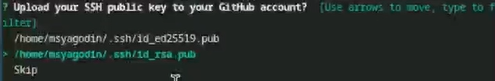 ? Upload your SSH public key to your GitHub account?  [Use arrows to move, type to f
ilter]
/home/msyagodin/.ssh/id_ed25519.pub
> /home/msyagodin/.ssh/id_rsa.pub
Skip